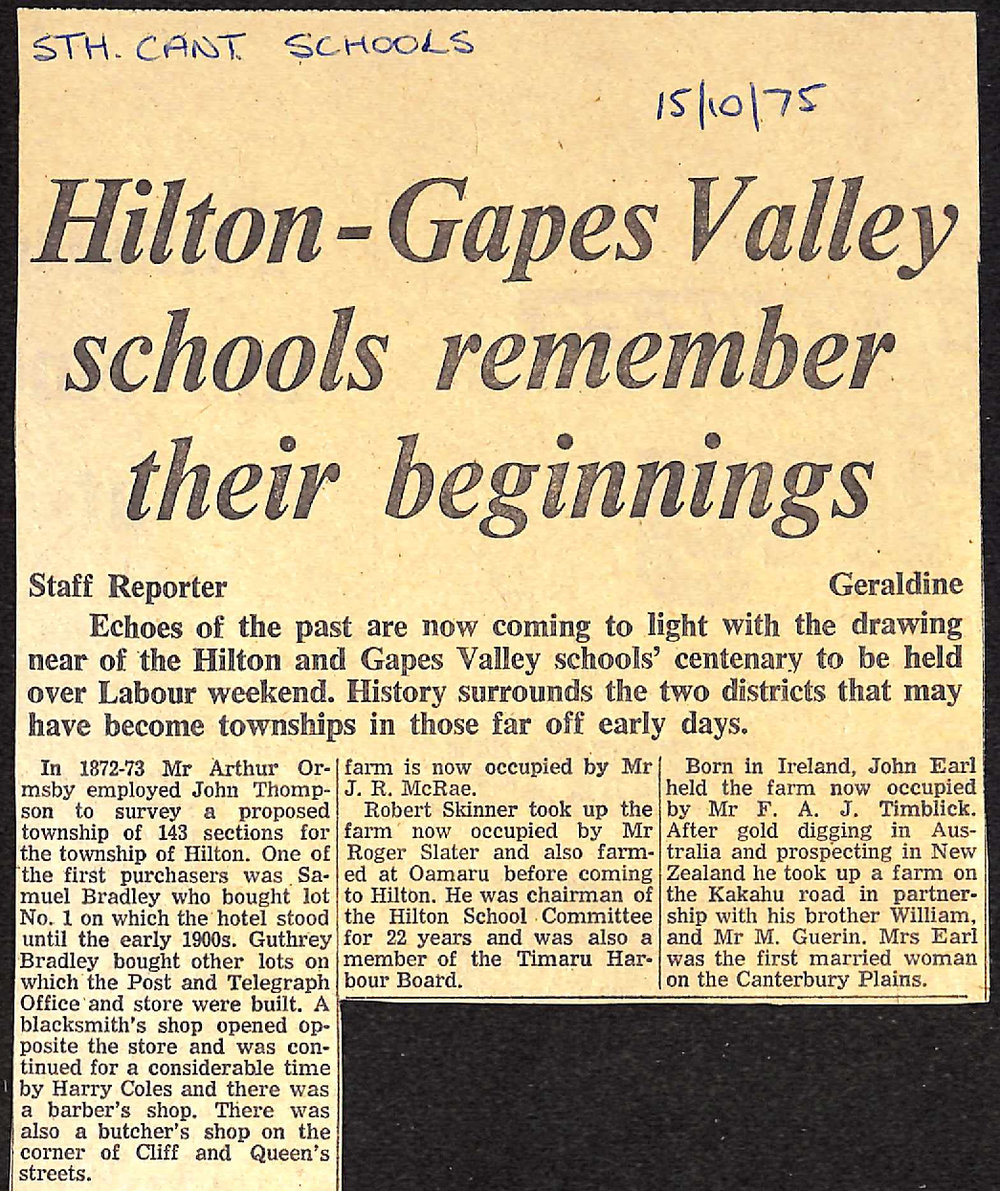 STH. CANT. SCHOOLS
15/10/75
Hilton-Gapes Valley
schools remember
their beginnings
Staff Reporter Geraldine
Echoes of the past are now coming to light with the drawing
near of the Hilton and Gapes Valley schools' centenary to be held
over Labour weekend. History surrounds the two districts that may
have become townships in those far off early days.
In 1872-73 Mr Arthur Or-
msby employed John Thomp-
son to survey a proposed
township of 143 sections for
the township of Hilton. One of
the first purchasers was Sa-
muel Bradley who bought lot
No. 1 on which the hotel stood
until the early 1900s. Guthrey
Bradley bought other lots on
which the Post and Telegraph
Office and store were built. A
blacksmith's shop opened op-
posite the store and was con-
tinued for a considerable time
by Harry Coles and there was
a barber's shop. There was
also a butcher's shop on the
corner of Cliff and Queen's
streets.
farm is now occupied by Mr
J. R. McRae.
Robert Skinner took up the
farm now occupied by Mr
Roger Slater and also farm-
ed at Oamaru before coming
to Hilton. He was chairman of
the Hilton School Committee
for 22 years and was also a
member of the Timaru Har-
bour Board.
Born in Ireland, John Earl
held the farm now occupied
by Mr F. A. J. Timblick.
After gold digging in Aus-
tralia and prospecting in New
Zealand he took up a farm on
the Kakahu road in partner-
ship with his brother William,
and Mr M. Guerin. Mrs Earl
was the first married woman
on the Canterbury Plains.